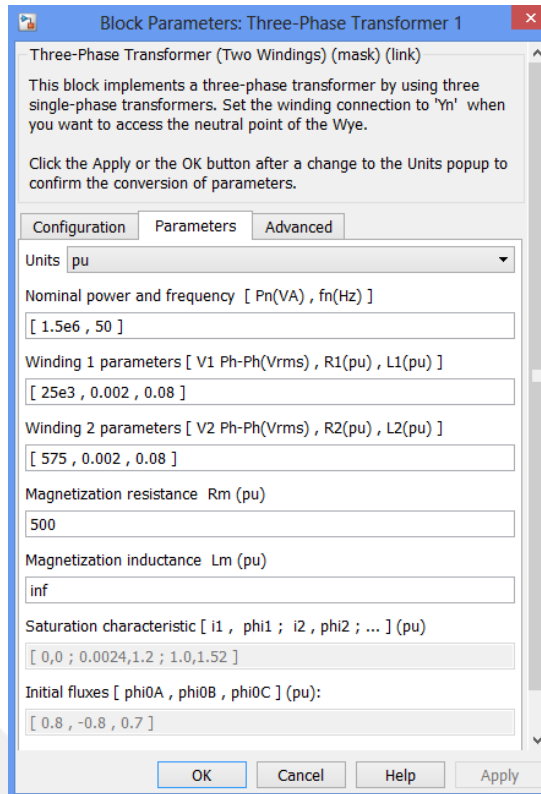 Block Parameters: Three-Phase Transformer 1
Three-Phase Transformer (Two Windings) (mask) (link)
This block implements a three-phase transformer by using three
single-phase transformers. Set the winding connection to 'Yn' when
you want to access the neutral point of the Wye.
Click the Apply or the OK button after a change to the Units popup to
confirm the conversion of parameters.
Configuration Parameters Advanced
Units pu
Nominal power and frequency [ Pn(VA) , fn(Hz) ]
[ 1.5e6 , 50 ]
Winding 1 parameters [ V1 Ph-Ph(Vrms) , R1(pu) , L1(pu) ]
[ 25e3 , 0.002 , 0.08 ]
Winding 2 parameters [ V2 Ph-Ph(Vrms) , R2(pu) , L2(pu) ]
[ 575 , 0.002 , 0.08 ]
Magnetization resistance Rm (pu)
500
Magnetization inductance Lm (pu)
inf
Saturation characteristic [ i1 , phi1 ; i2 , phi2 ; ... ] (pu)
[ 0,0 ; 0.0024,1.2 ; 1.0,1.52 ]
Initial fluxes [ phi0A , phi0B , phi0C ] (pu):
[ 0.8 , -0.8 , 0.7 ]
OK Cancel Help Apply